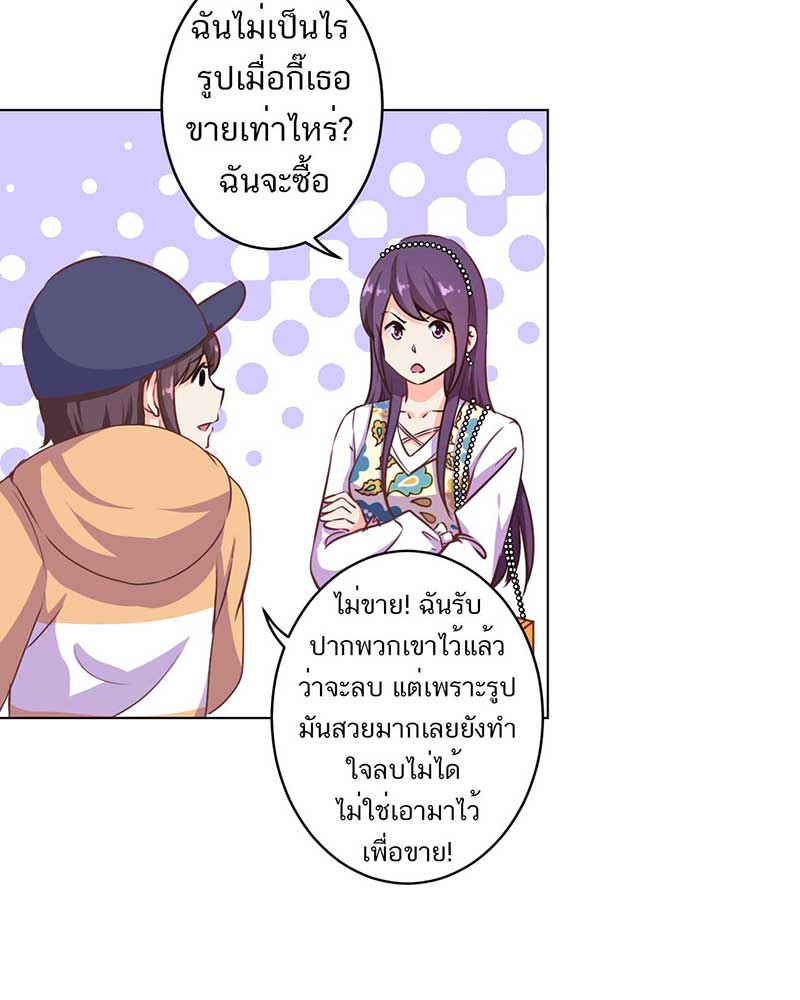 ฉันไม่เป็นไร
รูปเมื่อกี๊เธอ
ขายเท่าไหร่?
ฉันจะซื้อ
ไม่ขาย! ฉันรับ
ปากพวกเขาไว้แล้ว
ว่าจะลบ แต่เพราะรูป
มันสวยมากเลยยังทำ
ใจลบไม่ได้
ไม่ใช่เอามาไว้
เพื่อขาย!